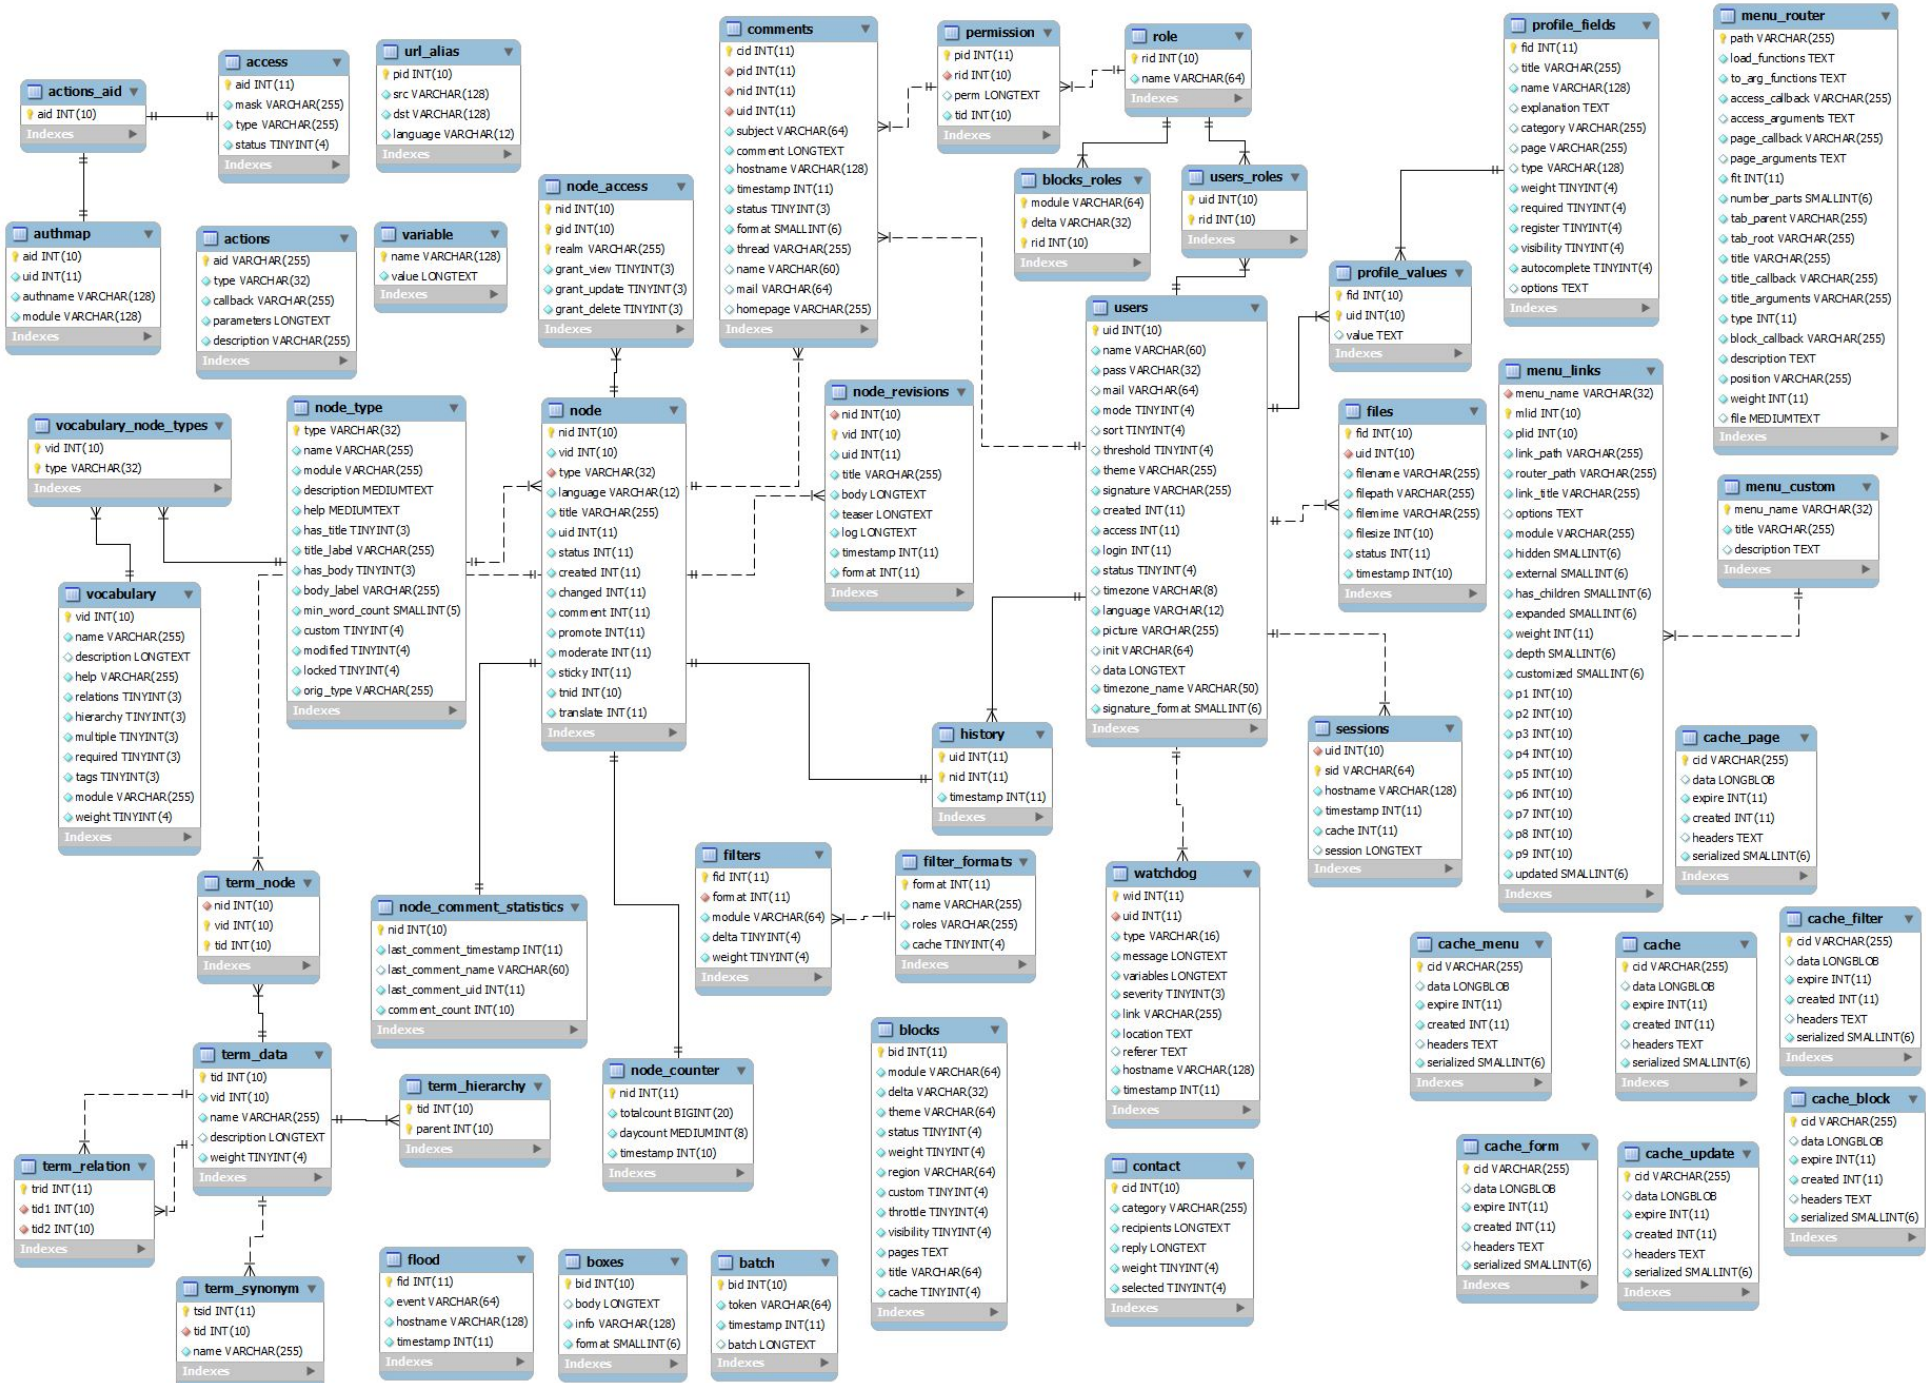 actions_aid
aid INT(10)
Indexes
access
aid INT(11)
mask VARCHAR(255)
type VARCHAR(255)
status TINYINT(4)
Indexes
url_alias
pid INT(10)
src VARCHAR(128)
dst VARCHAR(128)
language VARCHAR(12)
Indexes
authmap
aid INT(10)
uid INT(11)
authname VARCHAR(128)
module VARCHAR(128)
Indexes
actions
aid VARCHAR(255)
type VARCHAR(32)
callback VARCHAR(255)
parameters LONGTEXT
description VARCHAR(255)
Indexes
variable
name VARCHAR(128)
value LONGTEXT
Indexes
node_access
nid INT(10)
gid INT(10)
realm VARCHAR(255)
grant_view TINYINT(3)
grant_update TINYINT(3)
grant_delete TINYINT(3)
Indexes
comments
cid INT(11)
pid INT(11)
nid INT(11)
uid INT(11)
subject VARCHAR(64)
comment LONGTEXT
hostname VARCHAR(128)
timestamp INT(11)
status TINYINT(3)
format SMALLINT(6)
thread VARCHAR(255)
name VARCHAR(60)
mail VARCHAR(64)
homepage VARCHAR(255)
Indexes
permission
pid INT(11)
rid INT(10)
perm LONGTEXT
tid INT(10)
Indexes
role
rid INT(10)
name VARCHAR(64)
Indexes
blocks_roles
module VARCHAR(64)
delta VARCHAR(32)
rid INT(10)
Indexes
users_roles
uid INT(10)
rid INT(10)
Indexes
profile_fields
fid INT(11)
title VARCHAR(255)
name VARCHAR(128)
explanation TEXT
category VARCHAR(255)
page VARCHAR(255)
type VARCHAR(128)
weight TINYINT(4)
required TINYINT(4)
register TINYINT(4)
visibility TINYINT(4)
autocomplete TINYINT(4)
options TEXT
Indexes
menu_router
path VARCHAR(255)
load_functions TEXT
to_arg_functions TEXT
access_callback VARCHAR(255)
access_arguments TEXT
page_callback VARCHAR(255)
page_arguments TEXT
fit INT(11)
number_parts SMALLINT(6)
tab_parent VARCHAR(255)
tab_root VARCHAR(255)
title VARCHAR(255)
title_callback VARCHAR(255)
title_arguments VARCHAR(255)
type INT(11)
block_callback VARCHAR(255)
description TEXT
position VARCHAR(255)
weight INT(11)
file MEDIUMTEXT
Indexes
profile_values
fid INT(10)
uid INT(10)
value TEXT
Indexes
users
uid INT(10)
name VARCHAR(60)
pass VARCHAR(32)
mail VARCHAR(64)
mode TINYINT(4)
sort TINYINT(4)
threshold TINYINT(4)
theme VARCHAR(255)
signature VARCHAR(255)
created INT(11)
access INT(11)
login INT(11)
status TINYINT(4)
timezone VARCHAR(8)
language VARCHAR(12)
picture VARCHAR(255)
init VARCHAR(64)
data LONGTEXT
timezone_name VARCHAR(50)
signature_format SMALLINT(6)
Indexes
vocabulary_node_types
vid INT(10)
type VARCHAR(32)
Indexes
node_type
type VARCHAR(32)
name VARCHAR(255)
module VARCHAR(255)
description MEDIUMTEXT
help MEDIUMTEXT
has_title TINYINT(3)
title_label VARCHAR(255)
has_body TINYINT(3)
body_label VARCHAR(255)
min_word_count SMALLINT(5)
custom TINYINT(4)
modified TINYINT(4)
locked TINYINT(4)
orig_type VARCHAR(255)
Indexes
node
nid INT(10)
vid INT(10)
type VARCHAR(32)
language VARCHAR(12)
title VARCHAR(255)
uid INT(11)
status INT(11)
created INT(11)
changed INT(11)
comment INT(11)
promote INT(11)
moderate INT(11)
sticky INT(11)
tnid INT(10)
translate INT(11)
Indexes
node_revisions
nid INT(10)
vid INT(10)
uid INT(11)
title VARCHAR(255)
body LONGTEXT
teaser LONGTEXT
log LONGTEXT
timestamp INT(11)
format INT(11)
Indexes
files
fid INT(10)
uid INT(10)
filename VARCHAR(255)
filepath VARCHAR(255)
filemime VARCHAR(255)
filesize INT(10)
status INT(11)
timestamp INT(10)
Indexes
menu_links
menu_name VARCHAR(32)
mlid INT(10)
plid INT(10)
link_path VARCHAR(255)
router_path VARCHAR(255)
link_title VARCHAR(255)
options TEXT
module VARCHAR(255)
hidden SMALLINT(6)
external SMALLINT(6)
has_children SMALLINT(6)
expanded SMALLINT(6)
weight INT(11)
depth SMALLINT(6)
customized SMALLINT(6)
p1 INT(10)
p2 INT(10)
p3 INT(10)
p4 INT(10)
p5 INT(10)
p6 INT(10)
p7 INT(10)
p8 INT(10)
p9 INT(10)
updated SMALLINT(6)
Indexes
menu_custom
menu_name VARCHAR(32)
title VARCHAR(255)
description TEXT
Indexes
vocabulary
vid INT(10)
name VARCHAR(255)
description LONGTEXT
help VARCHAR(255)
relations TINYINT(3)
hierarchy TINYINT(3)
multiple TINYINT(3)
required TINYINT(3)
tags TINYINT(3)
module VARCHAR(255)
weight TINYINT(4)
Indexes
history
uid INT(11)
nid INT(11)
timestamp INT(11)
Indexes
sessions
uid INT(10)
sid VARCHAR(64)
hostname VARCHAR(128)
timestamp INT(11)
cache INT(11)
session LONGTEXT
Indexes
cache_page
cid VARCHAR(255)
data LONGBLOB
expire INT(11)
created INT(11)
headers TEXT
serialized SMALLINT(6)
Indexes
term_node
nid INT(10)
vid INT(10)
tid INT(10)
Indexes
node_comment_statistics
nid INT(10)
last_comment_timestamp INT(11)
last_comment_name VARCHAR(60)
last_comment_uid INT(11)
comment_count INT(10)
Indexes
filters
fid INT(11)
format INT(11)
module VARCHAR(64)
delta TINYINT(4)
weight TINYINT(4)
Indexes
filter_formats
format INT(11)
name VARCHAR(255)
roles VARCHAR(255)
cache TINYINT(4)
Indexes
watchdog
wid INT(11)
uid INT(11)
type VARCHAR(16)
message LONGTEXT
variables LONGTEXT
severity TINYINT(3)
link VARCHAR(255)
location TEXT
referer TEXT
hostname VARCHAR(128)
timestamp INT(11)
Indexes
cache_menu
cid VARCHAR(255)
data LONGBLOB
expire INT(11)
created INT(11)
headers TEXT
serialized SMALLINT(6)
Indexes
cache
cid VARCHAR(255)
data LONGBLOB
expire INT(11)
created INT(11)
headers TEXT
serialized SMALLINT(6)
Indexes
cache_filter
cid VARCHAR(255)
data LONGBLOB
expire INT(11)
created INT(11)
headers TEXT
serialized SMALLINT(6)
Indexes
term_data
tid INT(10)
vid INT(10)
name VARCHAR(255)
description LONGTEXT
weight TINYINT(4)
Indexes
term_hierarchy
tid INT(10)
parent INT(10)
Indexes
node_counter
nid INT(11)
totalcount BIGINT(20)
daycount MEDIUMINT(8)
timestamp INT(10)
Indexes
blocks
bid INT(11)
module VARCHAR(64)
delta VARCHAR(32)
theme VARCHAR(64)
status TINYINT(4)
weight TINYINT(4)
region VARCHAR(64)
custom TINYINT(4)
throttle TINYINT(4)
visibility TINYINT(4)
pages TEXT
title VARCHAR(64)
cache TINYINT(4)
Indexes
contact
cid INT(10)
category VARCHAR(255)
recipients LONGTEXT
reply LONGTEXT
weight TINYINT(4)
selected TINYINT(4)
Indexes
cache_form
cid VARCHAR(255)
data LONGBLOB
expire INT(11)
created INT(11)
headers TEXT
serialized SMALLINT(6)
Indexes
cache_update
cid VARCHAR(255)
data LONGBLOB
expire INT(11)
created INT(11)
headers TEXT
serialized SMALLINT(6)
Indexes
cache_block
cid VARCHAR(255)
data LONGBLOB
expire INT(11)
created INT(11)
headers TEXT
serialized SMALLINT(6)
Indexes
term_relation
trid INT(11)
tid1 INT(10)
tid2 INT(10)
Indexes
term_synonym
tsid INT(11)
tid INT(10)
name VARCHAR(255)
Indexes
flood
fid INT(11)
event VARCHAR(64)
hostname VARCHAR(128)
timestamp INT(11)
Indexes
boxes
bid INT(10)
body LONGTEXT
info VARCHAR(128)
format SMALLINT(6)
Indexes
batch
bid INT(10)
token VARCHAR(64)
timestamp INT(11)
batch LONGTEXT
Indexes